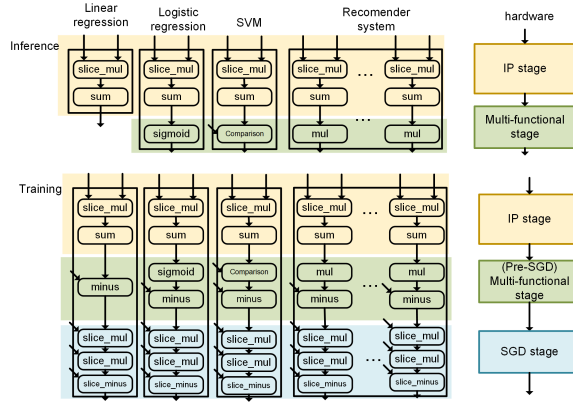 Linear
regression
Logistic
regression
SVM
Recomender
system
hardware
Inference
slice_mul
slice_mul
slice_mul
slice_mul
...
slice_mul
IP stage
sum
sum
sum
sum
sum
sigmoid
Comparison
mul
...
mul
Multi-functional
stage
Training
slice_mul
slice_mul
slice_mul
slice_mul
...
slice_mul
IP stage
sum
sum
sum
sum
sum
sigmoid
Comparison
mul
mul
(Pre-SGD)
Multi-functional
stage
minus
minus
minus
minus
...
minus
slice_mul
slice_mul
slice_mul
slice_mul
slice_mul
SGD stage
slice_mul
slice_mul
slice_mul
slice_mul
...
slice_mul
slice_minus
slice_minus
slice_minus
slice_minus
slice_minus